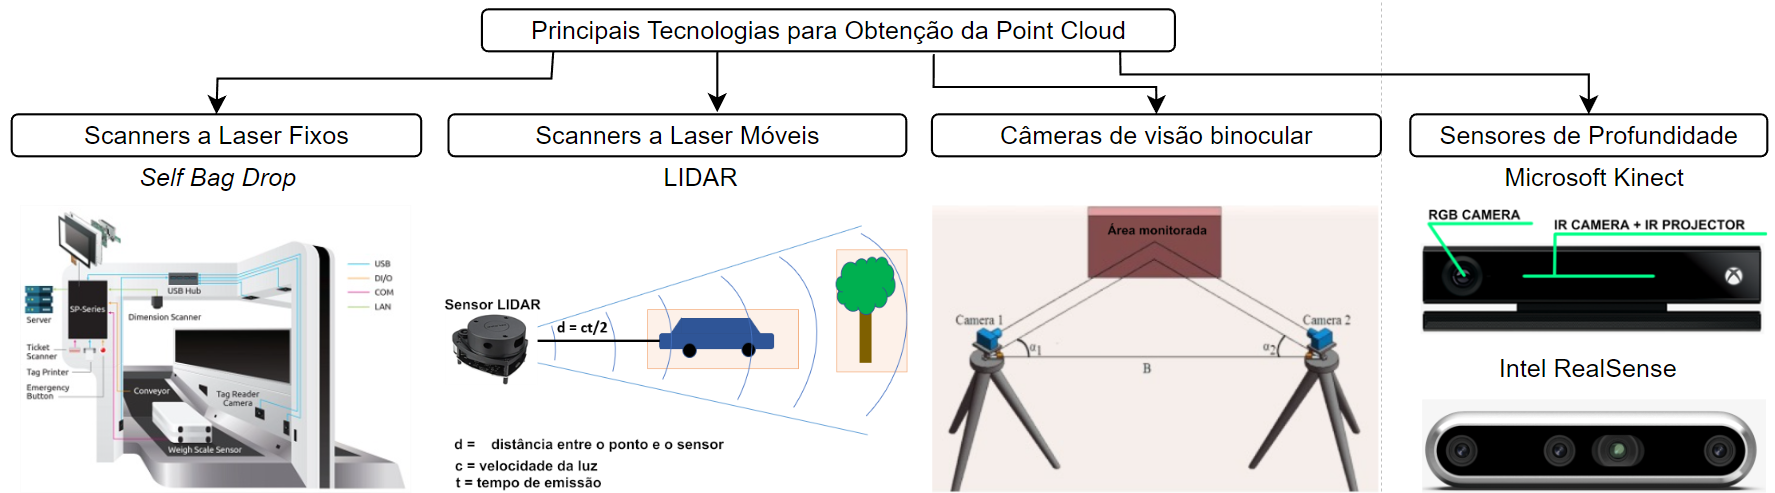 Principais Tecnologias para Obtenção da Point Cloud
Scanners a Laser Fixos
Self Bag Drop
USB
DI/O
COM
LAN
USB Hub
SP-Series
Dimension Scanner
Server
Ticket
Scanner
Tag Printer
Emergency
Button
Conveyor
Tag Reader
Camera
Weigh Scale Sensor
Scanners a Laser Móveis
LIDAR
Sensor LIDAR
d = ct/2
d = distância entre o ponto e o sensor
c = velocidade da luz
t = tempo de emissão
Câmeras de visão binocular
Área monitorada
Camera 1
Camera 2
α1
α2
B
Sensores de Profundidade
Microsoft Kinect
RGB CAMERA
IR CAMERA + IR PROJECTOR
Intel RealSense